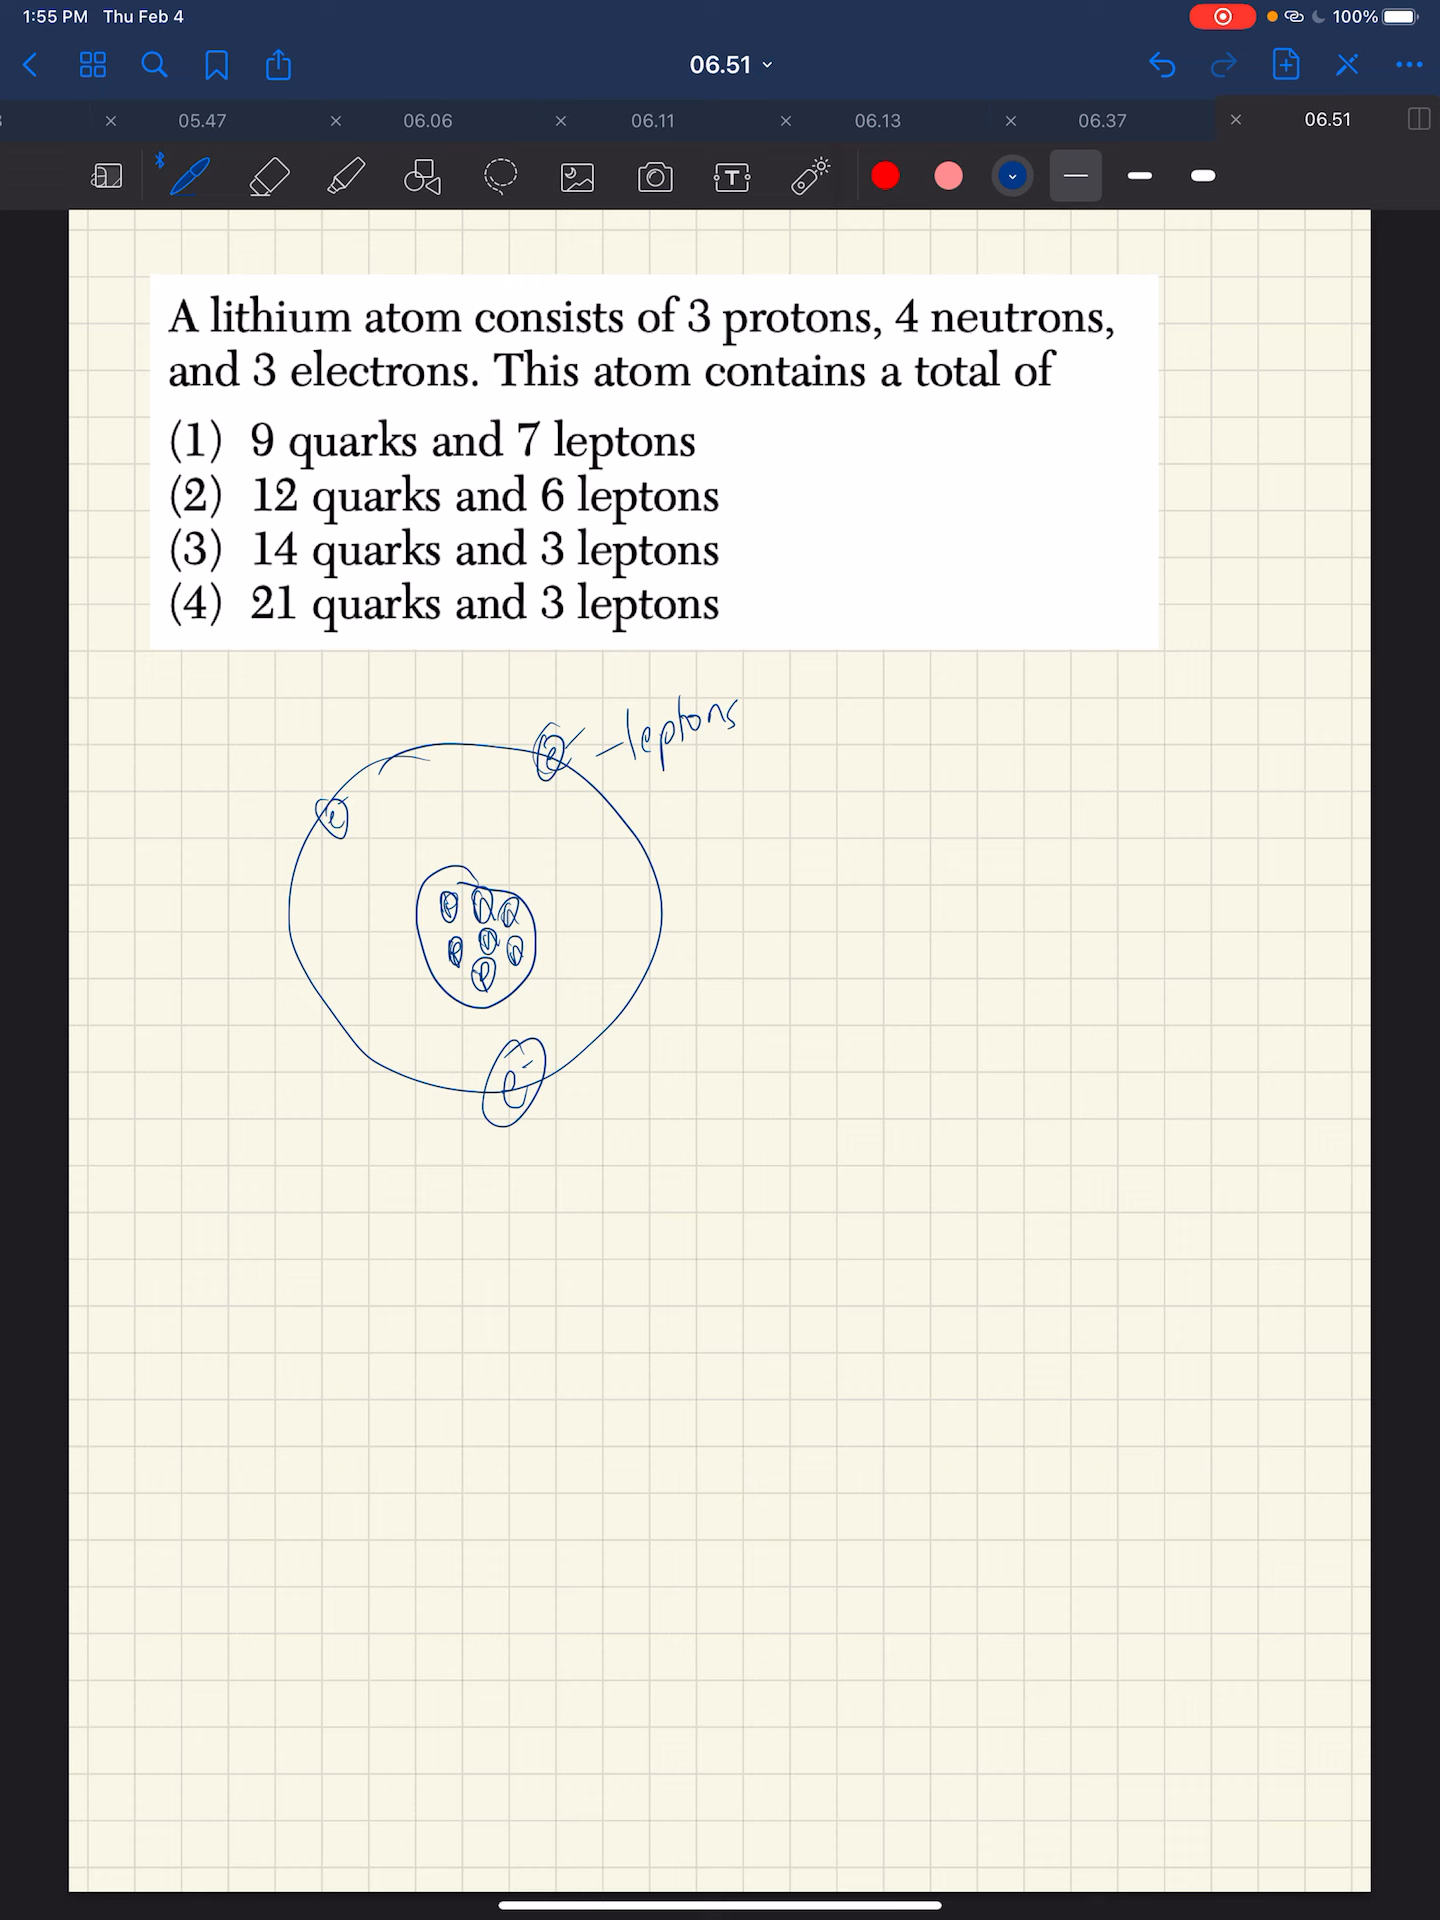 1:55 PM Thu Feb 4
100%
06.51
05.47
06.06
06.11
06.13
06.37
06.51
T
A lithium atom consists of 3 protons, 4 neutrons,
and 3 electrons. This atom contains a total of
(1) 9 quarks and 7 leptons
(2) 12 quarks and 6 leptons
(3) 14 quarks and 3 leptons
(4) 21 quarks and 3 leptons
e⁻ – leptons
e⁻
P
P
P
e⁻